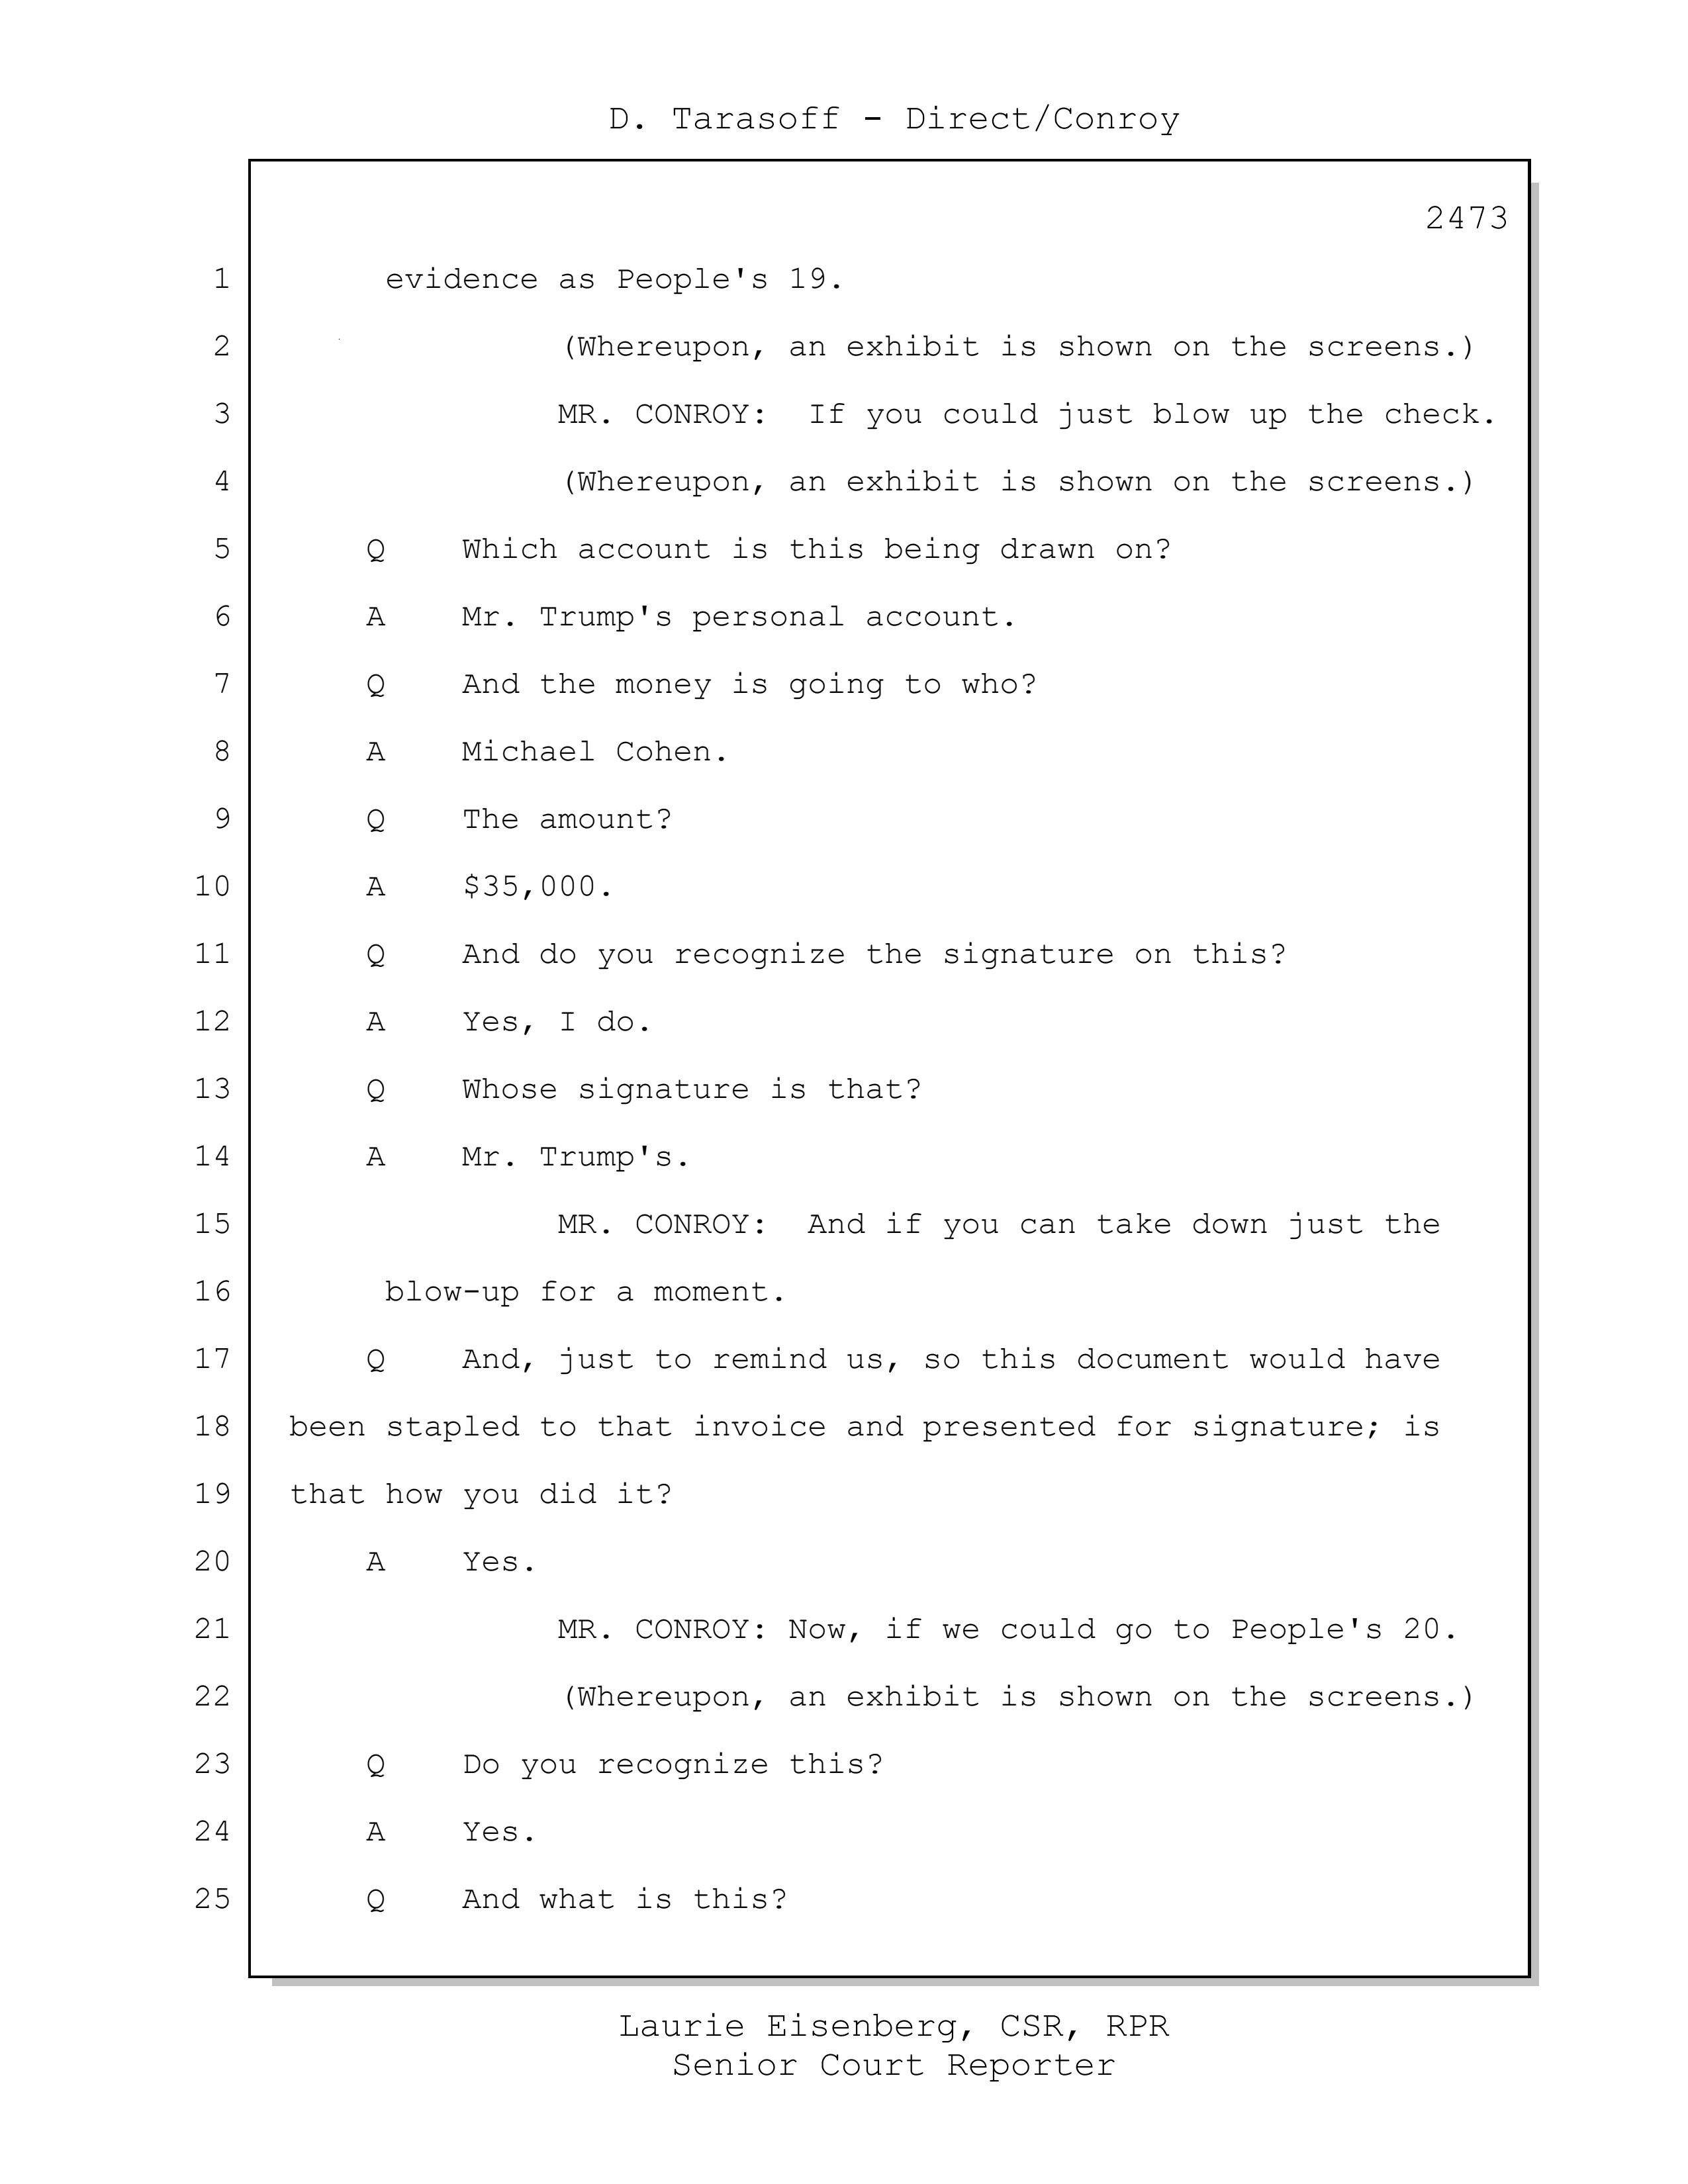 D. Tarasoff - Direct/Conroy
2473
1 evidence as People's 19.
2 (Whereupon, an exhibit is shown on the screens.)
3 MR. CONROY: If you could just blow up the check.
4 (Whereupon, an exhibit is shown on the screens.)
5 Q Which account is this being drawn on?
6 A Mr. Trump's personal account.
7 Q And the money is going to who?
8 A Michael Cohen.
9 Q The amount?
10 A $35,000.
11 Q And do you recognize the signature on this?
12 A Yes, I do.
13 Q Whose signature is that?
14 A Mr. Trump's.
15 MR. CONROY: And if you can take down just the
16 blow-up for a moment.
17 Q And, just to remind us, so this document would have
18 been stapled to that invoice and presented for signature; is
19 that how you did it?
20 A Yes.
21 MR. CONROY: Now, if we could go to People's 20.
22 (Whereupon, an exhibit is shown on the screens.)
23 Q Do you recognize this?
24 A Yes.
25 Q And what is this?
Laurie Eisenberg, CSR, RPR
Senior Court Reporter